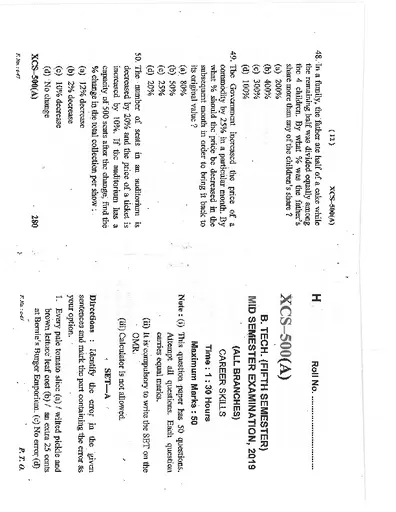 (12)
XCS-500(A)
48. In a family, the father ate half of a cake while
the remaining half was divided equally among
the 4 children. By what % was the father's
share more than any of the children's share ?
(a) 200%
(b) 400%
(c) 300%
(d) 100%
49. The Government increased the price of a
commodity by 25% in a particular month. By
what % should the price be decreased in the
subsequent month in order to bring it back to
its original value ?
(a) 80%
(b) 50%
(c) 25%
(d) 20%
50. The number of seats in an auditorium is
decreased by 20% and the price of a ticket is
increased by 10%. If the auditorium has a
capacity of 500 seats after the change, find the
% change in the total collection per show :
(a) 12% decrease
(b) 2% decrease
(c) 10% decrease
(d) No change
XCS-500(A)
280
H
Roll No. ............................
XCS-500(A)
B. TECH. (FIFTH SEMESTER)
MID SEMESTER EXAMINATION, 2019
(ALL BRANCHES)
CAREER SKILLS
Time : 1 : 30 Hours
Maximum Marks : 50
Note : (i) This question paper has 50 questions.
Attempt all questions. Each question
carries equal marks.
(ii) It is compulsory to write the SET on the
OMR.
(iii) Calculator is not allowed.
SET—A
Directions : Identify the error in the given
sentences and mark the part containing the error as
your option.
1. Every pale tomato slice (a) / wilted pickle and
brown lettuce leaf cost (b) / an extra 25 cents
at Bernie's Burger Emporium. (c) No error (d)
P. T. O.